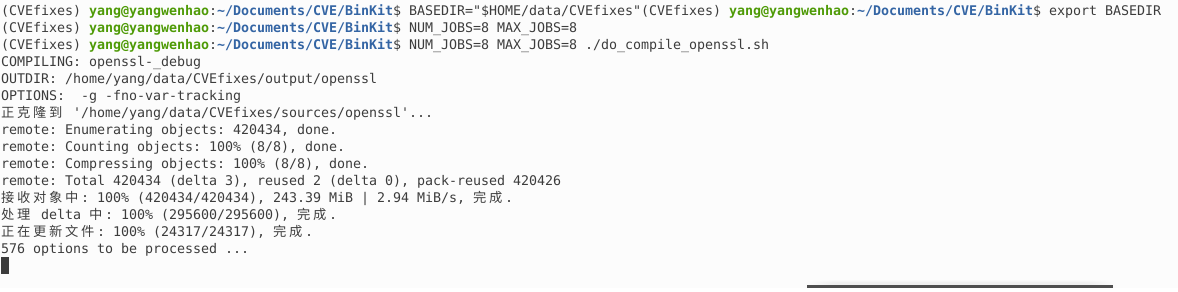 (CVEfixes) yang@yangwenhao:~/Documents/CVE/BinKit$ BASEDIR="$HOME/data/CVEfixes"(CVEfixes) yang@yangwenhao:~/Documents/CVE/BinKit$ export BASEDIR
(CVEfixes) yang@yangwenhao:~/Documents/CVE/BinKit$ NUM_JOBS=8 MAX_JOBS=8
(CVEfixes) yang@yangwenhao:~/Documents/CVE/BinKit$ NUM_JOBS=8 MAX_JOBS=8 ./do_compile_openssl.sh
COMPILING: openssl-_debug
OUTDIR: /home/yang/data/CVEfixes/output/openssl
OPTIONS:  -g -fno-var-tracking
正克隆到 '/home/yang/data/CVEfixes/sources/openssl'...
remote: Enumerating objects: 420434, done.
remote: Counting objects: 100% (8/8), done.
remote: Compressing objects: 100% (8/8), done.
remote: Total 420434 (delta 3), reused 2 (delta 0), pack-reused 420426
接收对象中: 100% (420434/420434), 243.39 MiB | 2.94 MiB/s, 完成.
处理 delta 中: 100% (295600/295600), 完成.
正在更新文件: 100% (24317/24317), 完成.
576 options to be processed ...